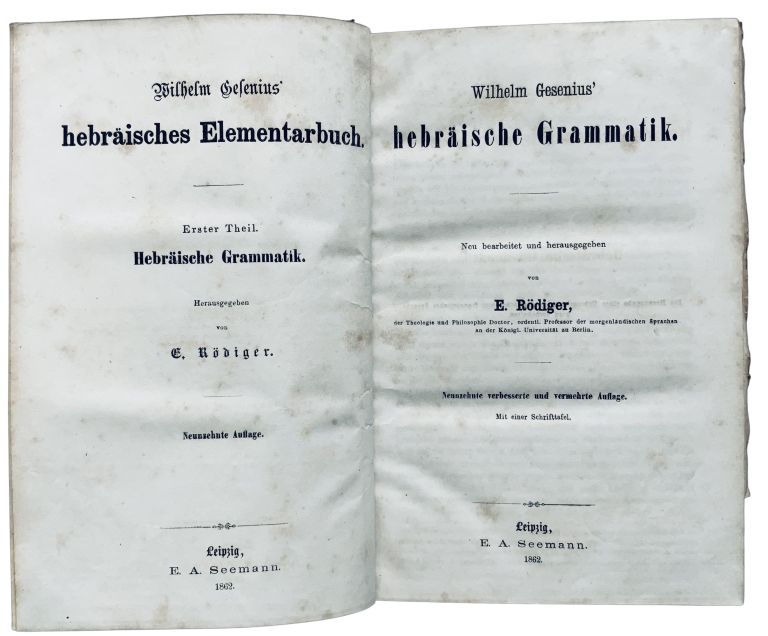 Wilhelm Gesenius'
hebräisches Elementarbuch.
Erster Theil.
Hebräische Grammatik.
Herausgegeben
von
E. Rödiger.
Neunzehnte Auflage.
Leipzig,
E. A. Seemann.
1862.
Wilhelm Gesenius'
hebräische Grammatik.
Neu bearbeitet und herausgegeben
von
E. Rödiger,
der Theologie und Philosophie Doctor, ordentl. Professor der morgenländischen Sprachen
an der Königl. Universität zu Berlin.
Neunzehnte verbesserte und vermehrte Auflage.
Mit einer Schrifttafel.
Leipzig,
E. A. Seemann.
1862.